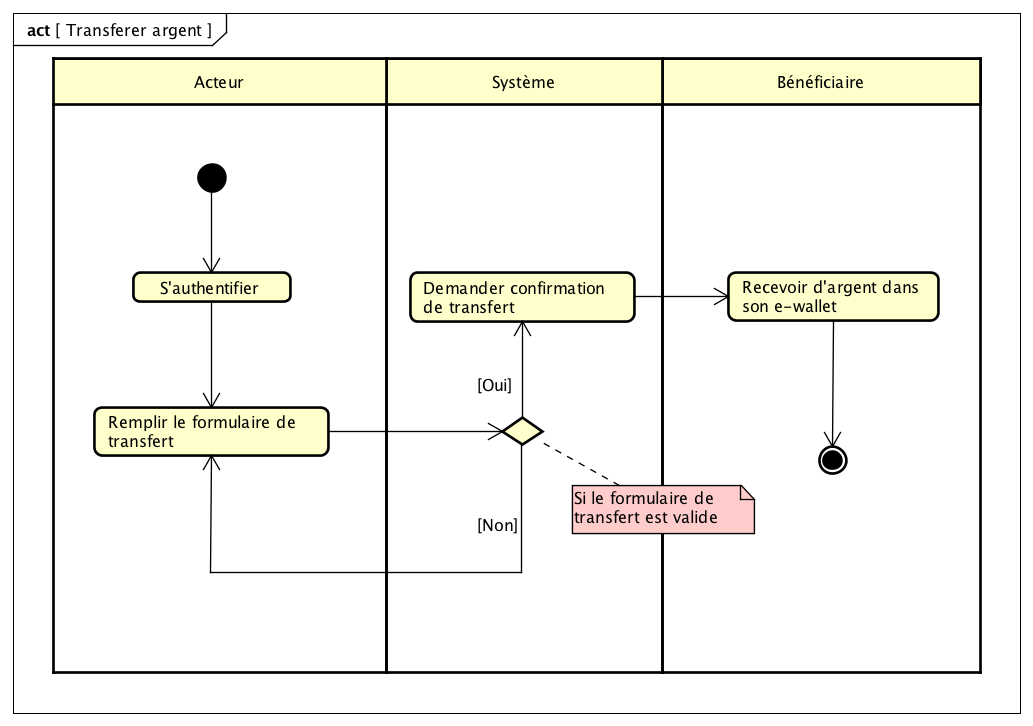 act [ Transferer argent ]
Acteur
Système
Bénéficiaire
S'authentifier
Demander confirmation
de transfert
Recevoir d'argent dans
son e-wallet
[Oui]
Remplir le formulaire de
transfert
Si le formulaire de
transfert est valide
[Non]